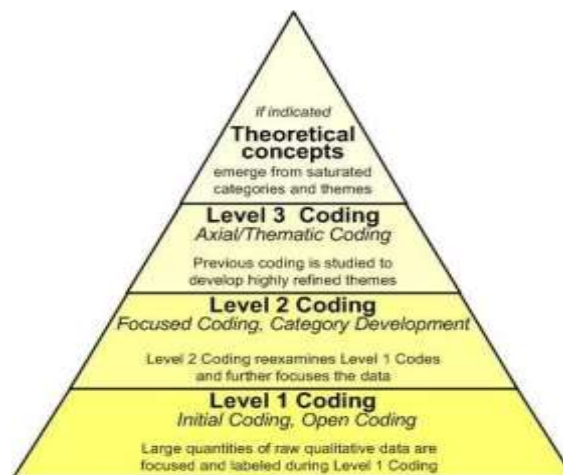 If indicated
Theoretical
concepts
emerge from saturated
categories and themes
Level 3 Coding
Axial/Thematic Coding
Previous coding is studied to
develop highly refined themes
Level 2 Coding
Focused Coding, Category Development
Level 2 Coding reexamines Level 1 Codes
and further focuses the data
Level 1 Coding
Initial Coding, Open Coding
Large quantities of raw qualitative data are
focused and labeled during Level 1 Coding